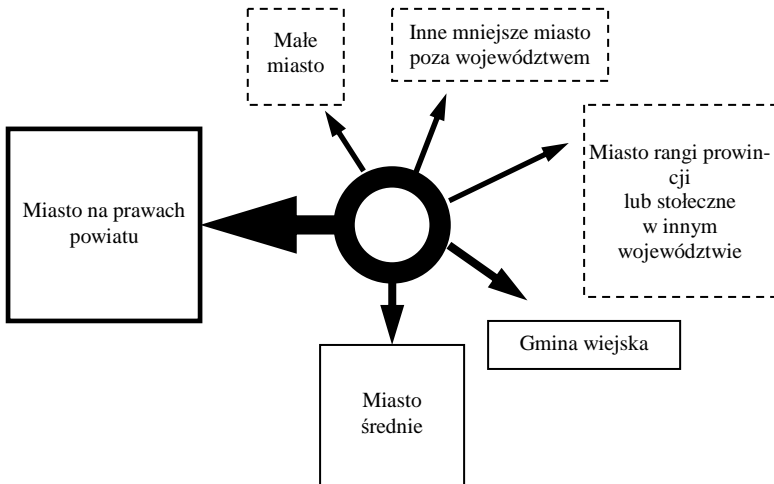 Małe
miasto
Inne mniejsze miasto
poza województwem
Miasto rangi prowin-
cji
lub stołeczne
w innym
województwie
Miasto na prawach
powiatu
Gmina wiejska
Miasto
średnie